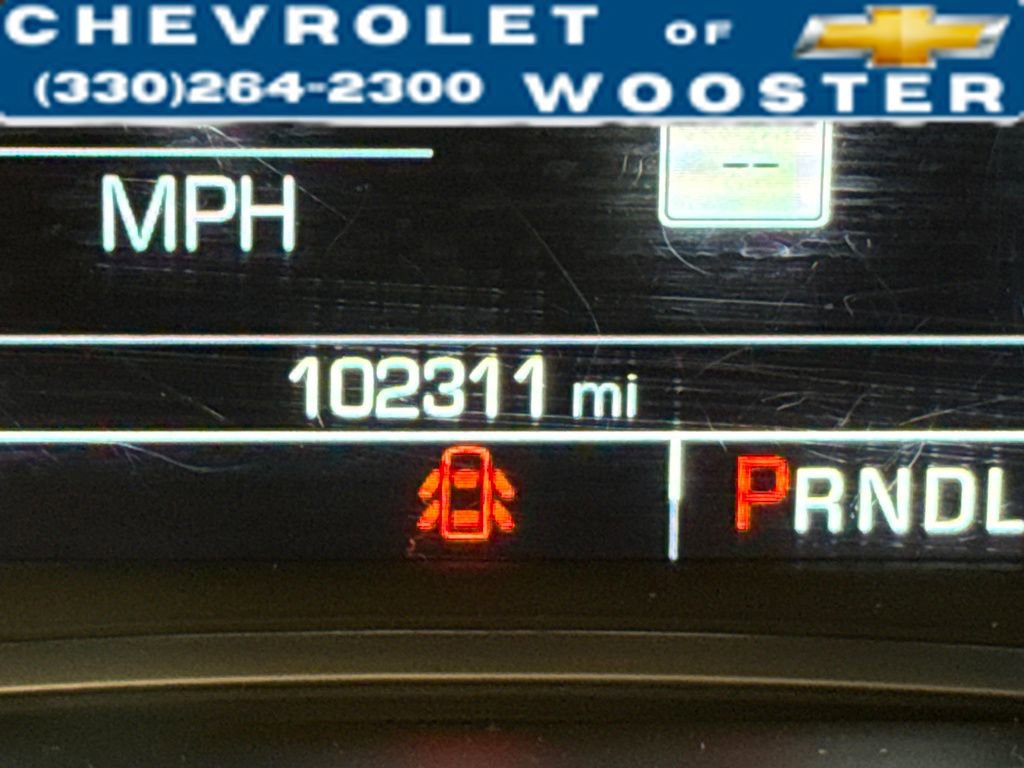 CHEVROLET OF
(330)264-2300 WOOSTER
MPH
--
102311 mi
PRNDL